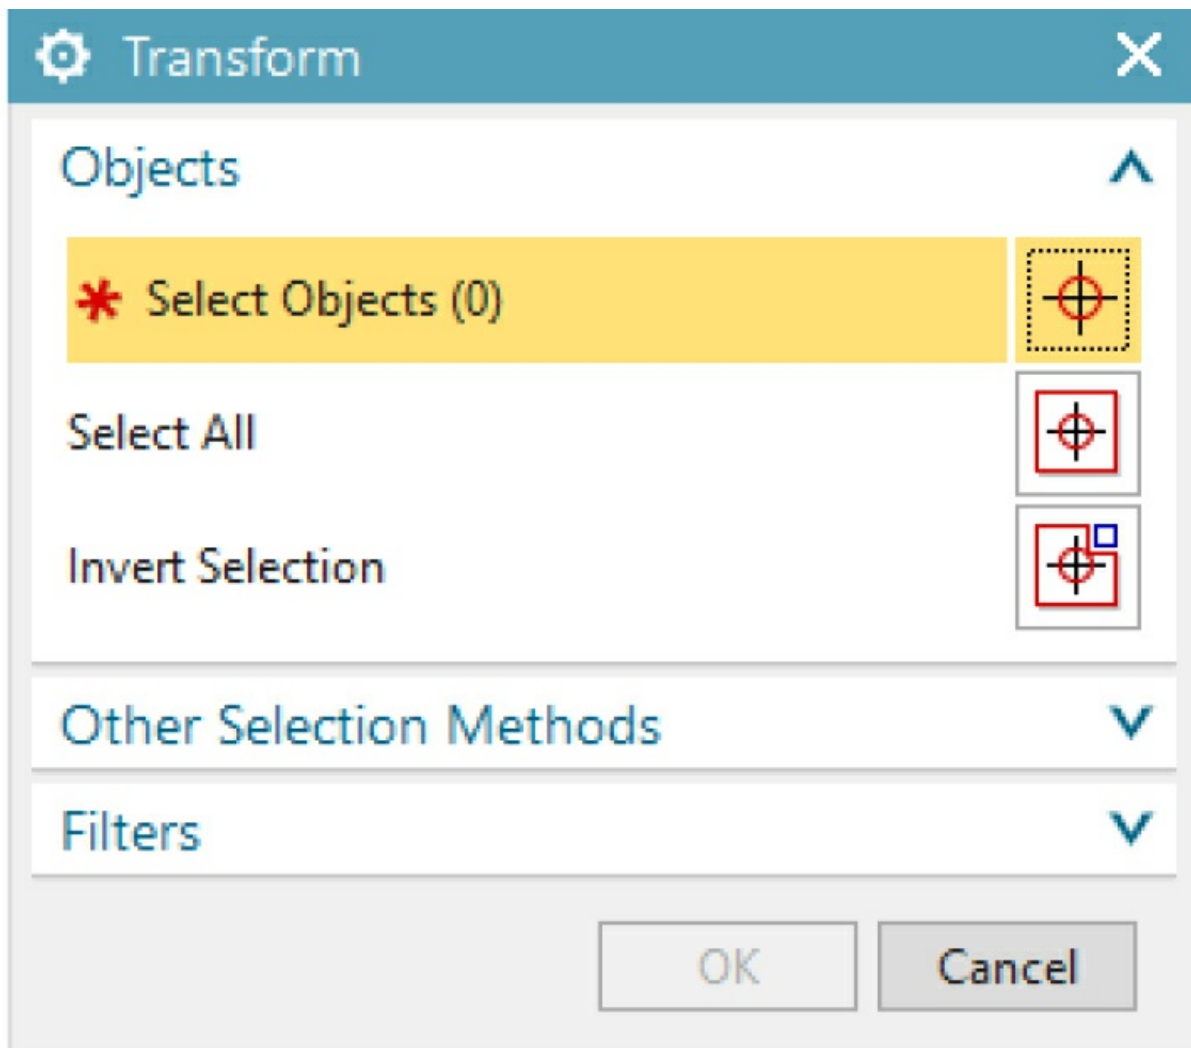 Transform
Objects
Select Objects (0)
Select All
Invert Selection
Other Selection Methods
Filters
OK
Cancel